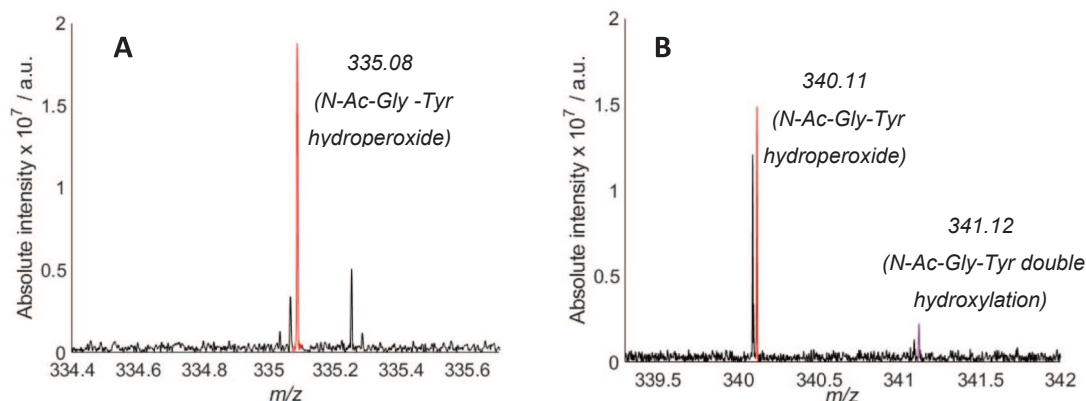 A
Absolute intensity x 10⁷ / a.u.
2
1.5
1
0.5
0
335.08
(N-Ac-Gly -Tyr
hydroperoxide)
334.4 334.6 334.8 335 335.2 335.4 335.6
m/z
B
Absolute intensity x 10⁷ / a.u.
2
1.5
1
0.5
0
340.11
(N-Ac-Gly-Tyr
hydroperoxide)
341.12
(N-Ac-Gly-Tyr double
hydroxylation)
339.5 340 340.5 341 341.5 342
m/z